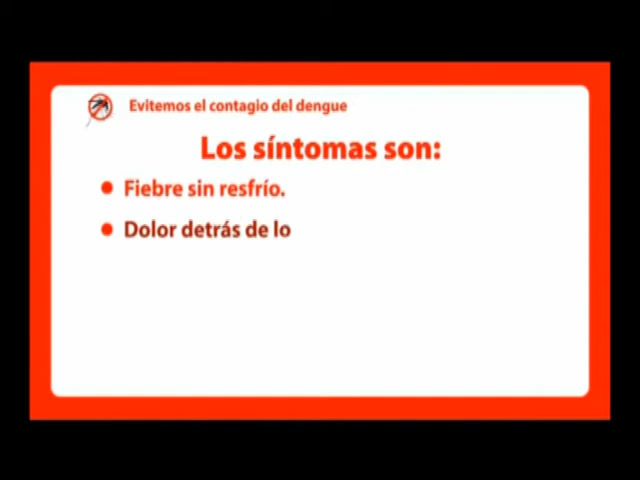 Evitemos el contagio del dengue
Los síntomas son:
Fiebre sin resfrío.
Dolor detrás de lo